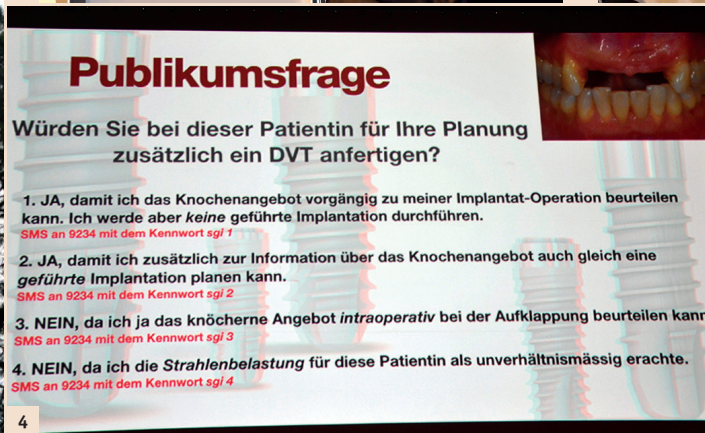 Publikumsfrage
Würden Sie bei dieser Patientin für Ihre Planung
zusätzlich ein DVT anfertigen?
1. JA, damit ich das Knochenangebot vorgängig zu meiner Implantat-Operation beurteilen
kann. Ich werde aber keine geführte Implantation durchführen.
SMS an 9234 mit dem Kennwort sgi 1
2. JA, damit ich zusätzlich zur Information über das Knochenangebot auch gleich eine
geführte Implantation planen kann.
SMS an 9234 mit dem Kennwort sgi 2
3. NEIN, da ich ja das knöcherne Angebot intraoperativ bei der Aufklappung beurteilen kann
SMS an 9234 mit dem Kennwort sgi 3
4. NEIN, da ich die Strahlenbelastung für diese Patientin als unverhältnismässig erachte.
SMS an 9234 mit dem Kennwort sgi 4
4